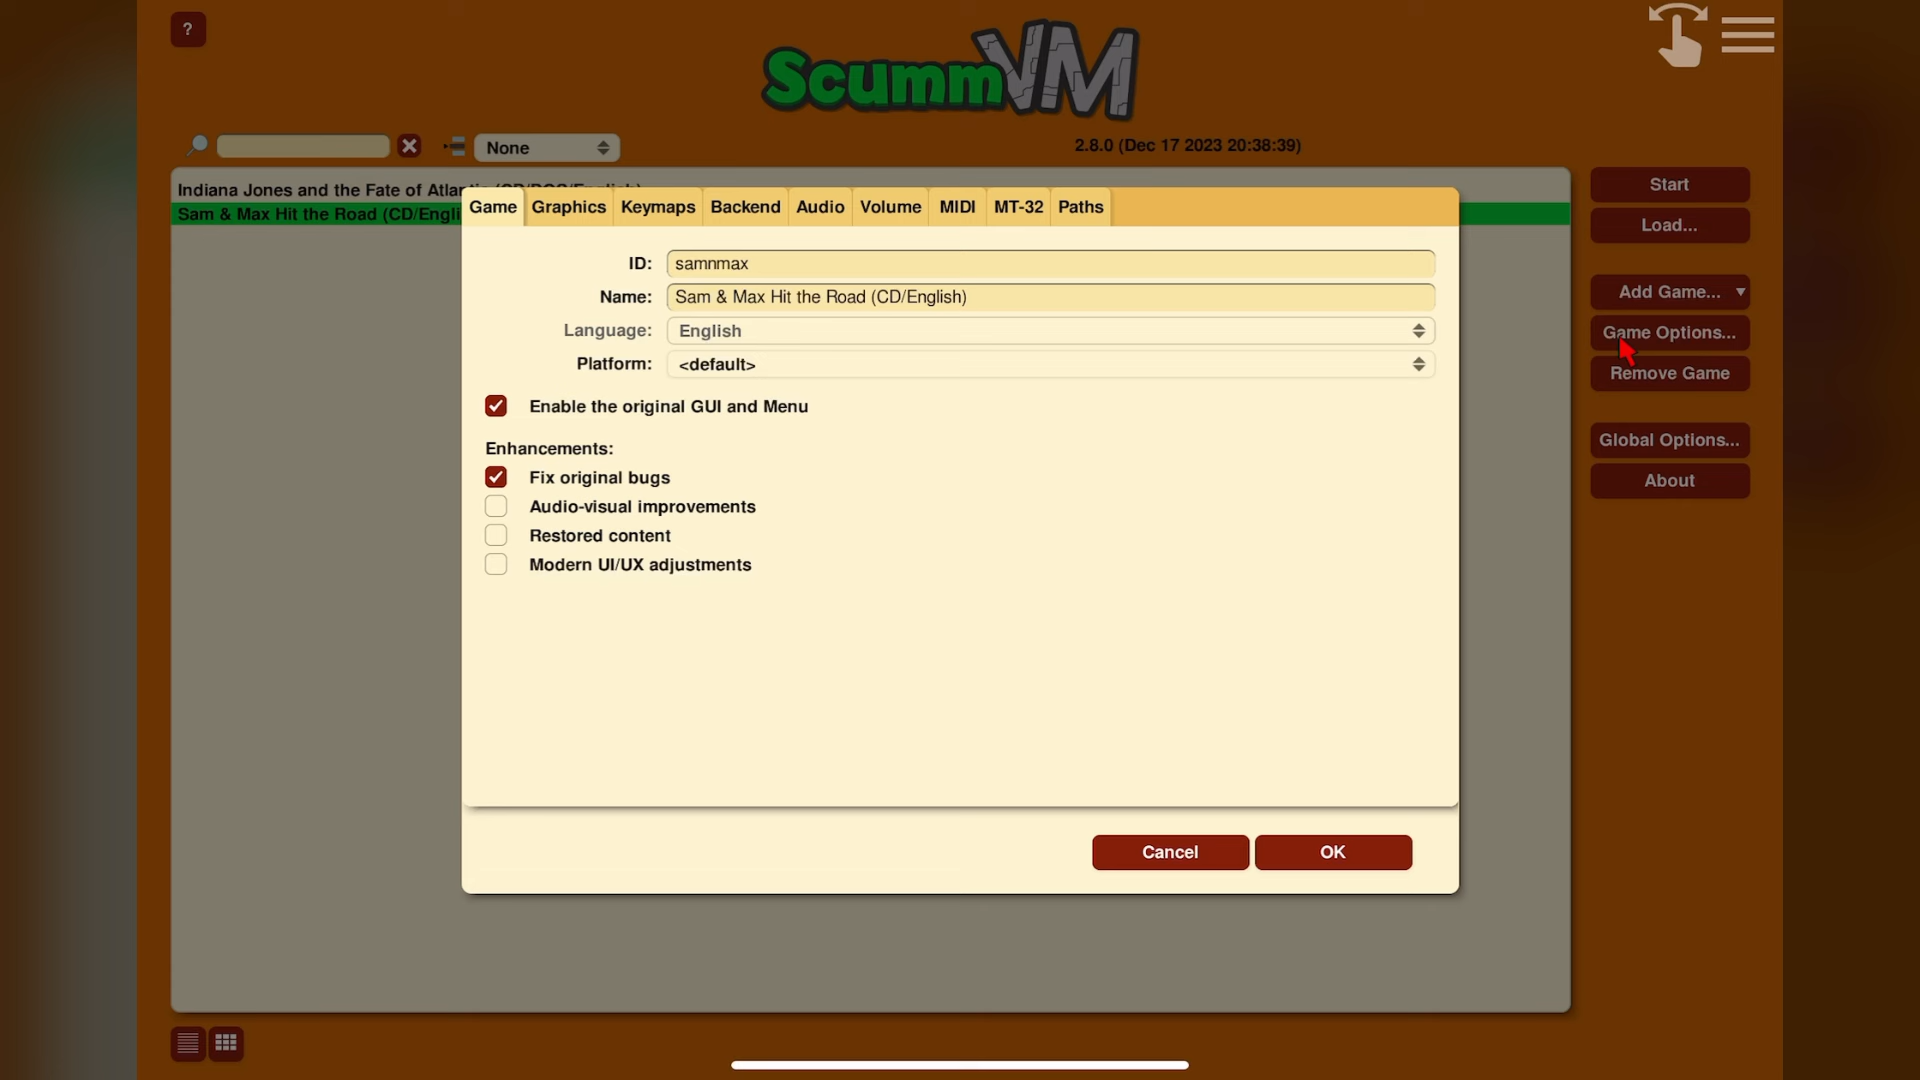 ?
ScummVM
None
2.8.0 (Dec 17 2023 20:38:39)
Indiana Jones and the Fate of Atlantis (CD/DOS/English)
Sam & Max Hit the Road (CD/Engli
Game Graphics Keymaps Backend Audio Volume MIDI MT-32 Paths
ID: samnmax
Name: Sam & Max Hit the Road (CD/English)
Language: English
Platform: <default>
Enable the original GUI and Menu
Enhancements:
Fix original bugs
Audio-visual improvements
Restored content
Modern UI/UX adjustments
Cancel OK
Start
Load...
Add Game...
Game Options...
Remove Game
Global Options...
About